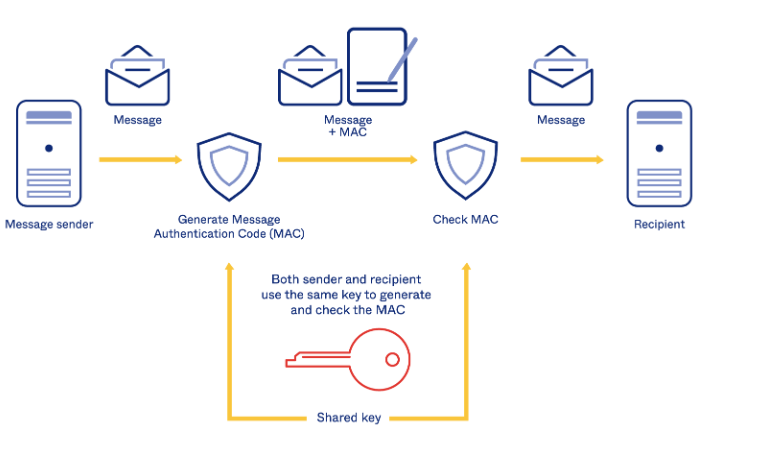 Message
Message
+ MAC
Message
Message sender
Generate Message
Authentication Code (MAC)
Check MAC
Recipient
Both sender and recipient
use the same key to generate
and check the MAC
Shared key